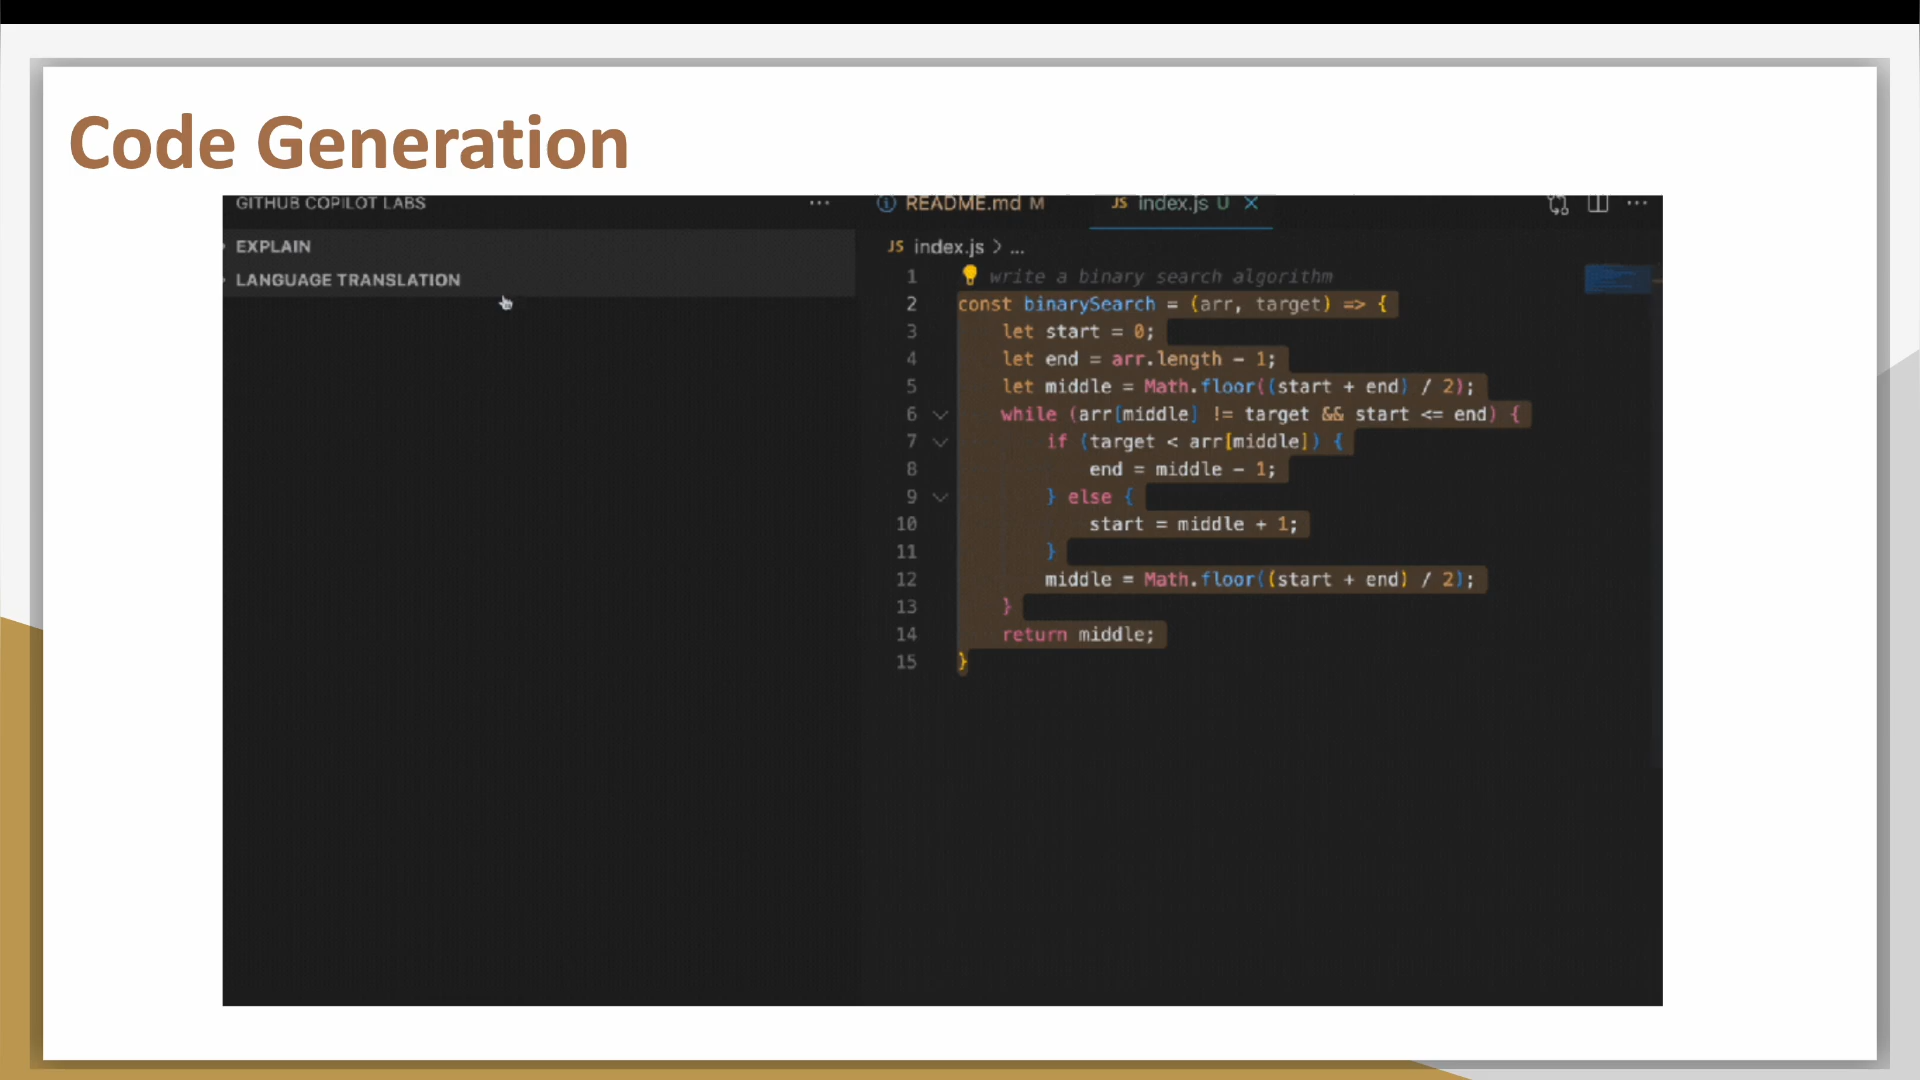 Code Generation
GITHUB COPILOT LABS
EXPLAIN
LANGUAGE TRANSLATION
README.md M
JS index.js U
JS index.js > ...
1 write a binary search algorithm
2 const binarySearch = (arr, target) => {
3 let start = 0;
4 let end = arr.length - 1;
5 let middle = Math.floor((start + end) / 2);
6 while (arr[middle] != target && start <= end) {
7 if (target < arr[middle]) {
8 end = middle - 1;
9 } else {
10 start = middle + 1;
11 }
12 middle = Math.floor((start + end) / 2);
13 }
14 return middle;
15 }